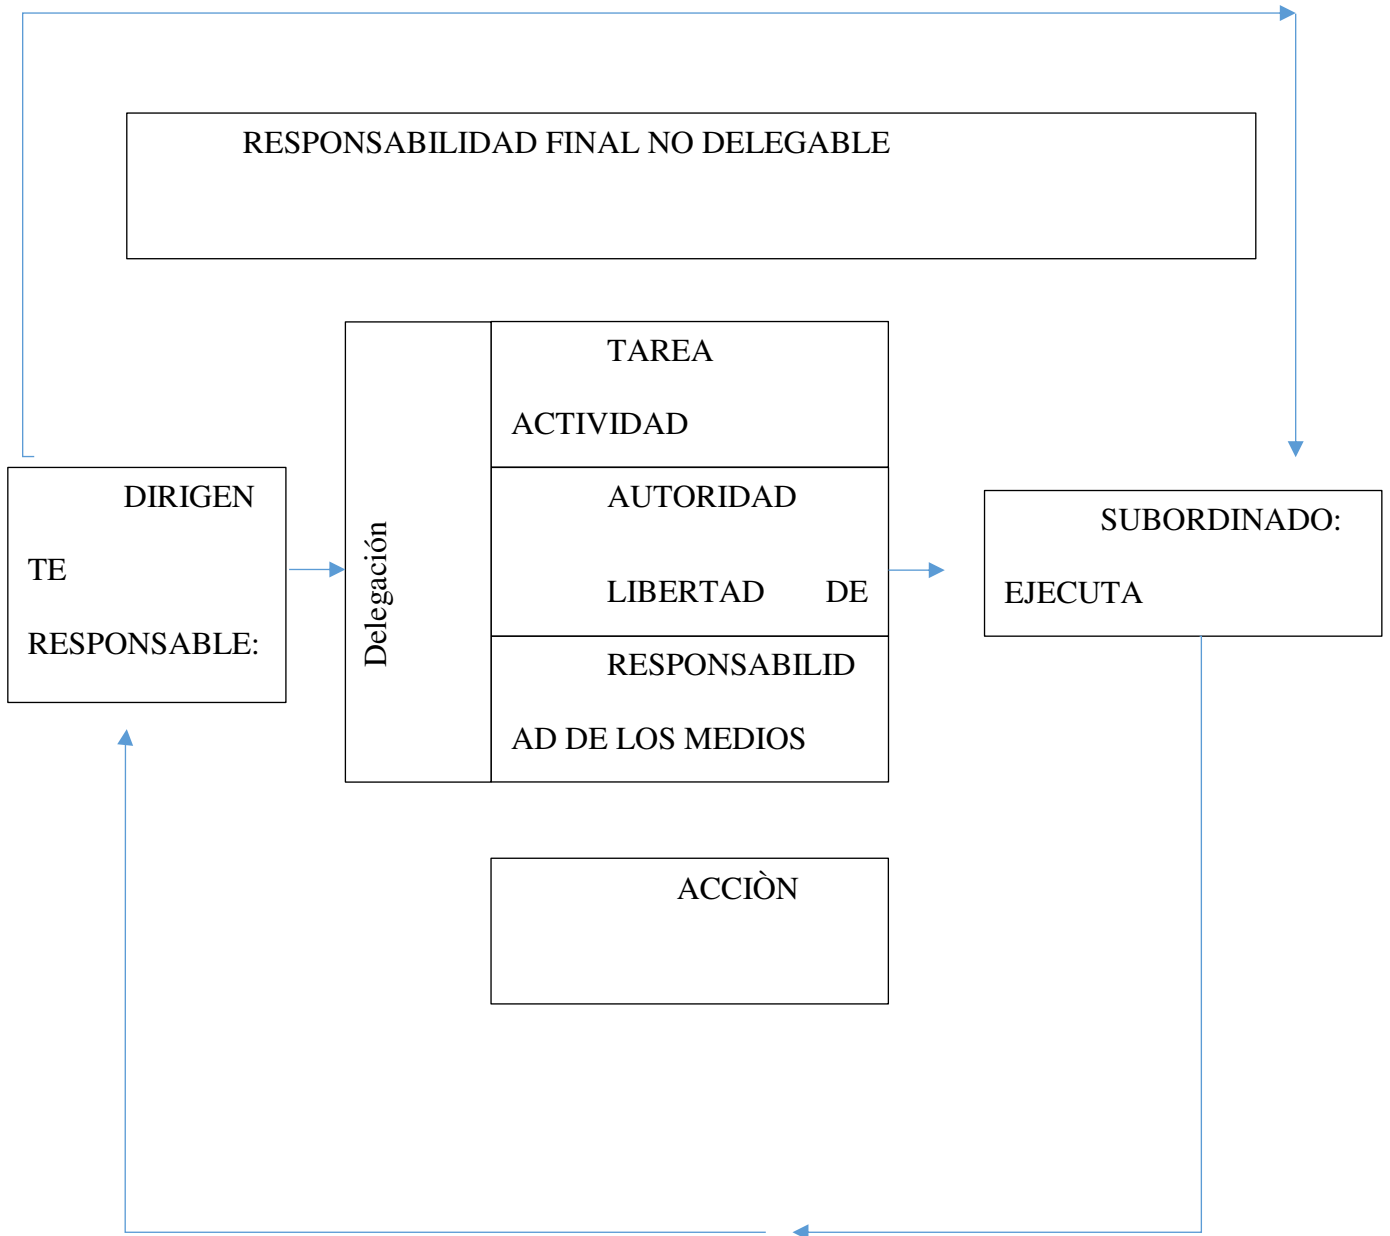 RESPONSABILIDAD FINAL NO DELEGABLE
DIRIGEN
TE
RESPONSABLE:
Delegación
TAREA
ACTIVIDAD
AUTORIDAD
LIBERTAD DE
RESPONSABILID
AD DE LOS MEDIOS
SUBORDINADO:
EJECUTA
ACCIÒN